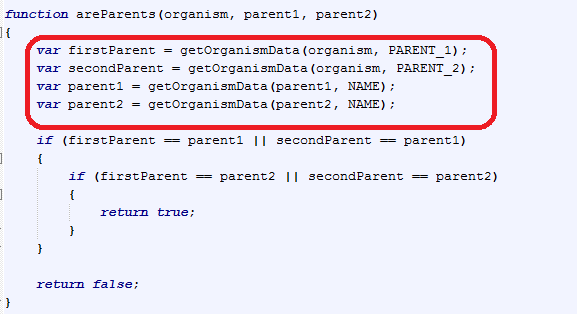 function areParents(organism, parent1, parent2)
{
var firstParent = getOrganismData(organism, PARENT_1);
var secondParent = getOrganismData(organism, PARENT_2);
var parent1 = getOrganismData(parent1, NAME);
var parent2 = getOrganismData(parent2, NAME);
if (firstParent == parent1 || secondParent == parent1)
{
if (firstParent == parent2 || secondParent == parent2)
{
return true;
}
}
return false;
}